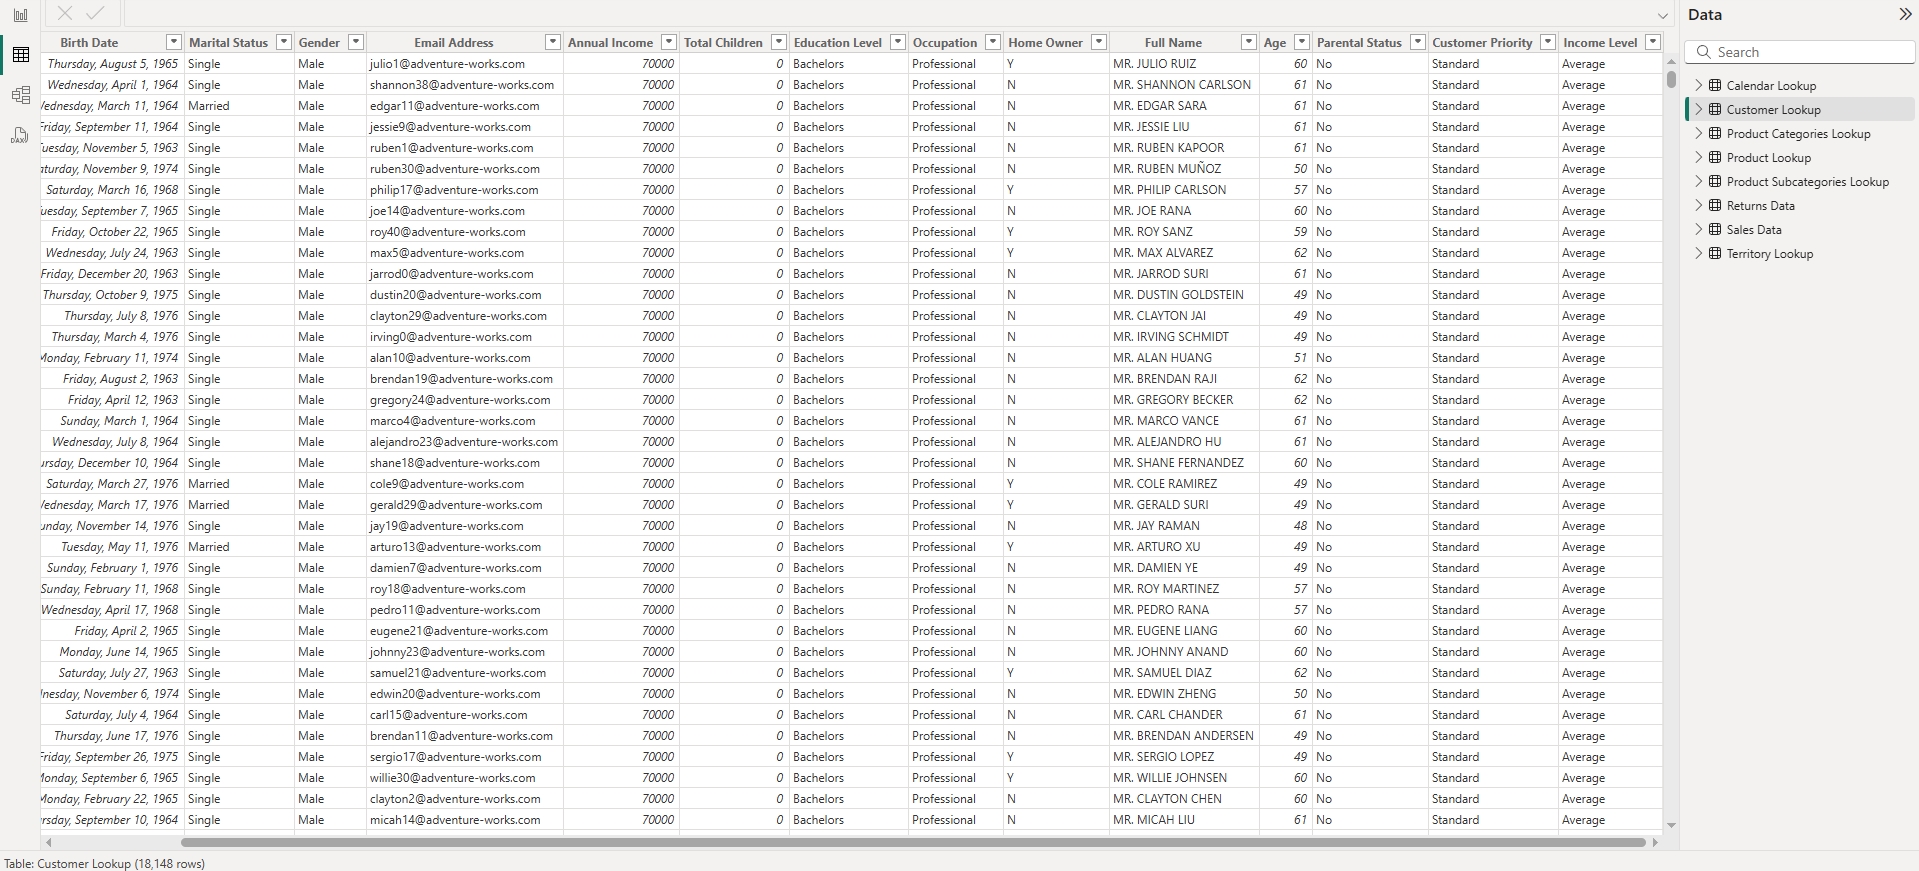 Data
Birth Date Marital Status Gender Email Address Annual Income Total Children Education Level Occupation Home Owner Full Name Age Parental Status Customer Priority Income Level
Thursday, August 5, 1965 Single Male julio1@adventure-works.com 70000 0 Bachelors Professional Y MR. JULIO RUIZ 60 No Standard Average
Wednesday, April 1, 1964 Single Male shannon38@adventure-works.com 70000 0 Bachelors Professional N MR. SHANNON CARLSON 61 No Standard Average
March 11, 1964 Married Male edgar11@adventure-works.com 70000 0 Bachelors Professional N MR. EDGAR SARA 61 No Standard Average
Friday, September 11, 1964 Single Male jessie9@adventure-works.com 70000 0 Bachelors Professional N MR. JESSIE LIU 61 No Standard Average
November 5, 1963 Single Male ruben1@adventure-works.com 70000 0 Bachelors Professional N MR. RUBEN KAPOOR 61 No Standard Average
November 9, 1974 Single Male ruben30@adventure-works.com 70000 0 Bachelors Professional N MR. RUBEN MUÑOZ 50 No Standard Average
Saturday, March 16, 1968 Single Male philip17@adventure-works.com 70000 0 Bachelors Professional Y MR. PHILIP CARLSON 57 No Standard Average
September 7, 1965 Single Male joe14@adventure-works.com 70000 0 Bachelors Professional N MR. JOE RANA 60 No Standard Average
Friday, October 22, 1965 Single Male roy40@adventure-works.com 70000 0 Bachelors Professional Y MR. ROY SANZ 59 No Standard Average
Wednesday, July 24, 1963 Single Male max5@adventure-works.com 70000 0 Bachelors Professional Y MR. MAX ALVAREZ 62 No Standard Average
Friday, December 20, 1963 Single Male jarrod0@adventure-works.com 70000 0 Bachelors Professional N MR. JARROD SURI 61 No Standard Average
Thursday, October 9, 1975 Single Male dustin20@adventure-works.com 70000 0 Bachelors Professional N MR. DUSTIN GOLDSTEIN 49 No Standard Average
Thursday, July 8, 1976 Single Male clayton29@adventure-works.com 70000 0 Bachelors Professional N MR. CLAYTON JAI 49 No Standard Average
Thursday, March 4, 1976 Single Male irving0@adventure-works.com 70000 0 Bachelors Professional N MR. IRVING SCHMIDT 49 No Standard Average
Monday, February 11, 1974 Single Male alan10@adventure-works.com 70000 0 Bachelors Professional N MR. ALAN HUANG 51 No Standard Average
Friday, August 2, 1963 Single Male brendan19@adventure-works.com 70000 0 Bachelors Professional N MR. BRENDAN RAJI 62 No Standard Average
Friday, April 12, 1963 Single Male gregory24@adventure-works.com 70000 0 Bachelors Professional N MR. GREGORY BECKER 62 No Standard Average
Sunday, March 1, 1964 Single Male marco4@adventure-works.com 70000 0 Bachelors Professional N MR. MARCO VANCE 61 No Standard Average
Wednesday, July 8, 1964 Single Male alejandro23@adventure-works.com 70000 0 Bachelors Professional N MR. ALEJANDRO HU 61 No Standard Average
December 10, 1964 Single Male shane18@adventure-works.com 70000 0 Bachelors Professional N MR. SHANE FERNANDEZ 60 No Standard Average
Saturday, March 27, 1976 Married Male cole9@adventure-works.com 70000 0 Bachelors Professional Y MR. COLE RAMIREZ 49 No Standard Average
March 17, 1976 Married Male gerald29@adventure-works.com 70000 0 Bachelors Professional Y MR. GERALD SURI 49 No Standard Average
November 14, 1976 Single Male jay19@adventure-works.com 70000 0 Bachelors Professional N MR. JAY RAMAN 48 No Standard Average
Tuesday, May 11, 1976 Married Male arturo13@adventure-works.com 70000 0 Bachelors Professional Y MR. ARTURO XU 49 No Standard Average
Sunday, February 1, 1976 Single Male damien7@adventure-works.com 70000 0 Bachelors Professional N MR. DAMIEN YE 49 No Standard Average
Sunday, February 11, 1968 Single Male roy18@adventure-works.com 70000 0 Bachelors Professional N MR. ROY MARTINEZ 57 No Standard Average
Wednesday, April 17, 1968 Single Male pedro11@adventure-works.com 70000 0 Bachelors Professional N MR. PEDRO RANA 57 No Standard Average
Friday, April 2, 1965 Single Male eugene21@adventure-works.com 70000 0 Bachelors Professional N MR. EUGENE LIANG 60 No Standard Average
Monday, June 14, 1965 Single Male johnny23@adventure-works.com 70000 0 Bachelors Professional N MR. JOHNNY ANAND 60 No Standard Average
Saturday, July 27, 1963 Single Male samuel21@adventure-works.com 70000 0 Bachelors Professional Y MR. SAMUEL DIAZ 62 No Standard Average
November 6, 1974 Single Male edwin20@adventure-works.com 70000 0 Bachelors Professional N MR. EDWIN ZHENG 50 No Standard Average
Saturday, July 4, 1964 Single Male carl15@adventure-works.com 70000 0 Bachelors Professional N MR. CARL CHANDER 61 No Standard Average
Thursday, June 17, 1976 Single Male brendan11@adventure-works.com 70000 0 Bachelors Professional N MR. BRENDAN ANDERSEN 49 No Standard Average
Friday, September 26, 1975 Single Male sergio17@adventure-works.com 70000 0 Bachelors Professional Y MR. SERGIO LOPEZ 49 No Standard Average
Monday, September 6, 1965 Single Male willie30@adventure-works.com 70000 0 Bachelors Professional Y MR. WILLIE JOHNSEN 60 No Standard Average
Monday, February 22, 1965 Single Male clayton2@adventure-works.com 70000 0 Bachelors Professional N MR. CLAYTON CHEN 60 No Standard Average
September 10, 1964 Single Male micah14@adventure-works.com 70000 0 Bachelors Professional N MR. MICAH LIU 61 No Standard Average
Search
Calendar Lookup
Customer Lookup
Product Categories Lookup
Product Lookup
Product Subcategories Lookup
Returns Data
Sales Data
Territory Lookup
DAX
Table: Customer Lookup (18,148 rows)